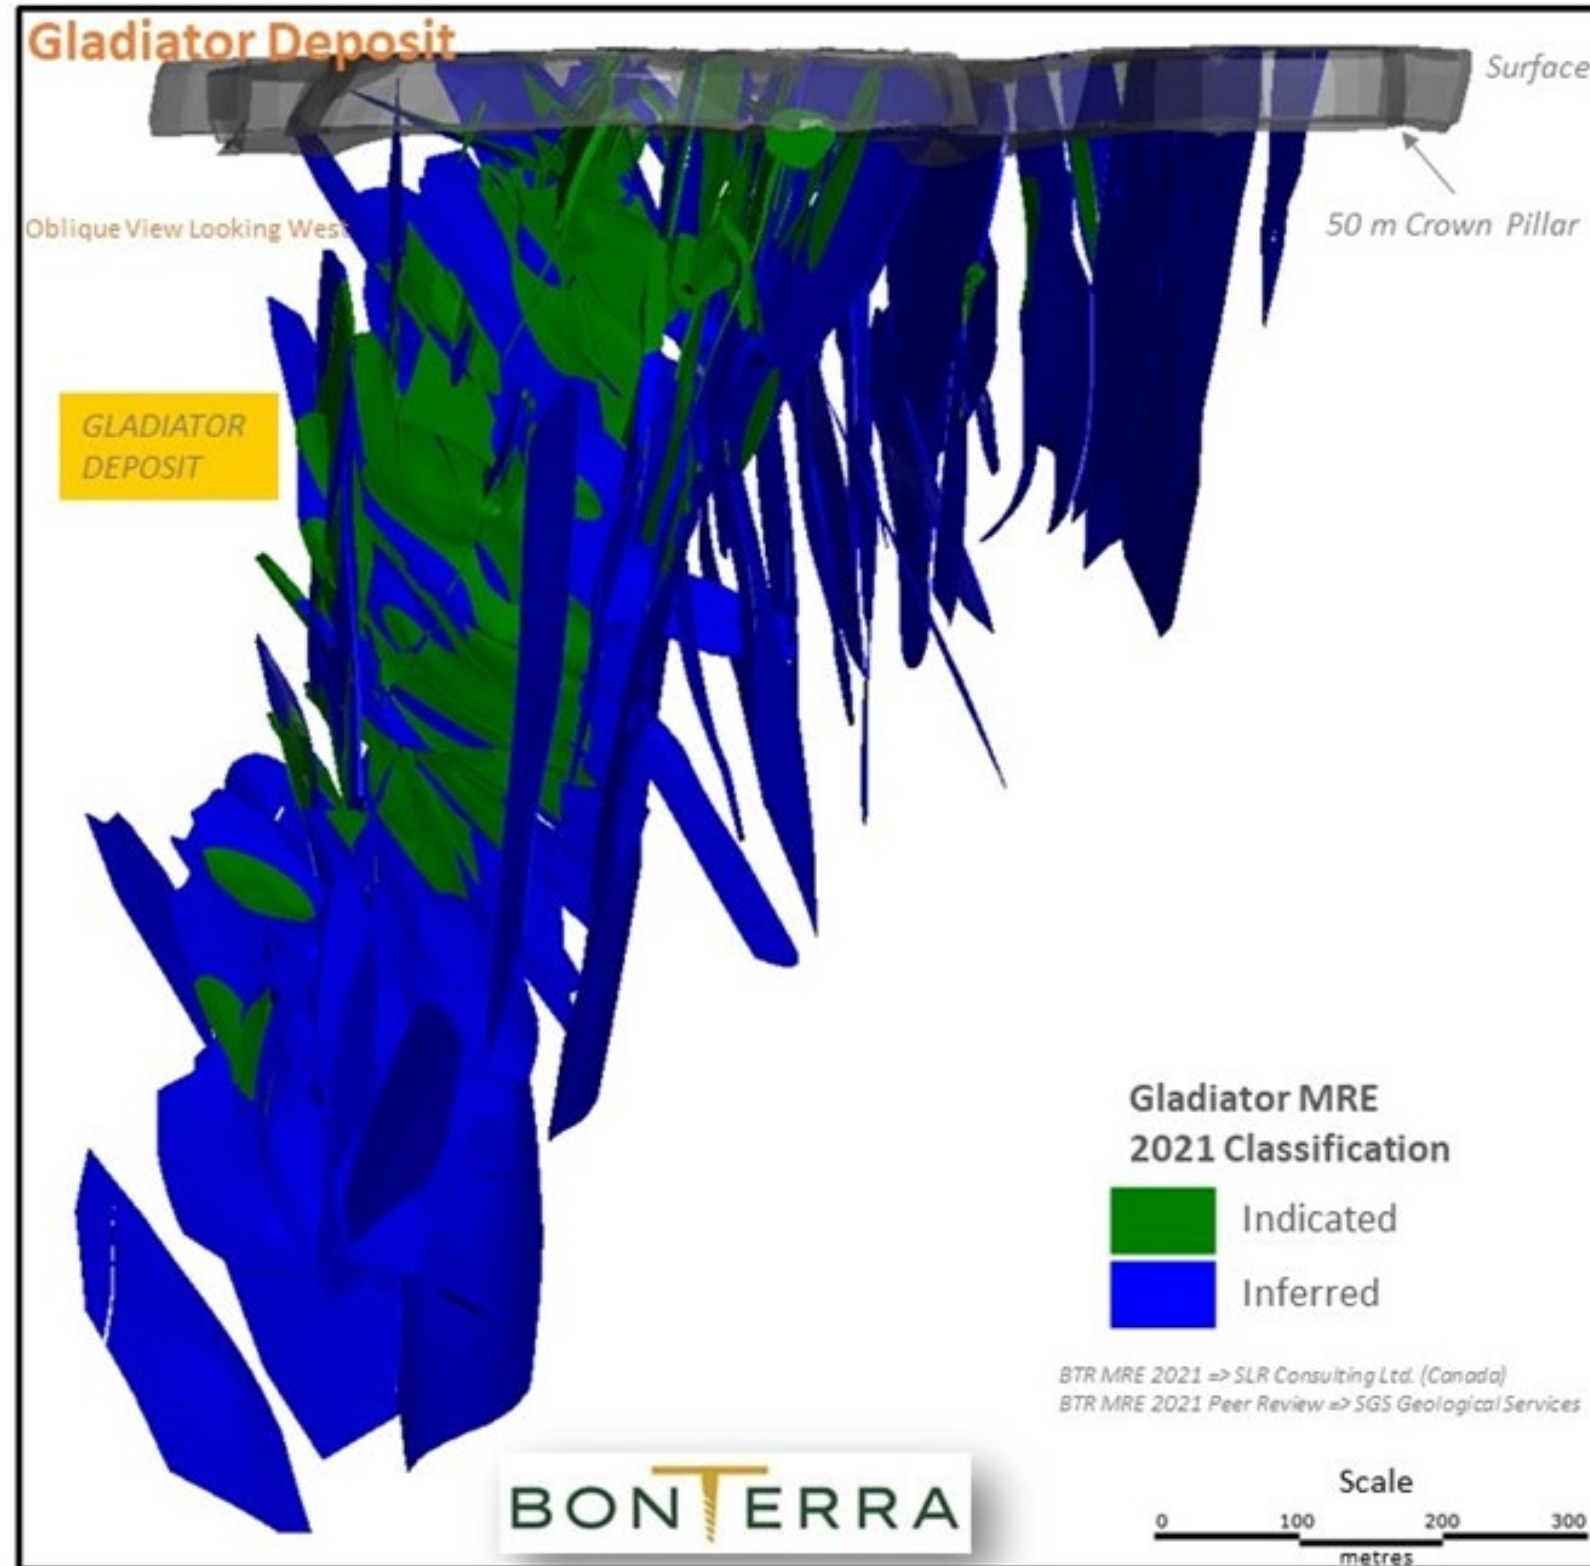 Gladiator Deposit
Surface
50 m Crown Pillar
Oblique View Looking West
GLADIATOR
DEPOSIT
Gladiator MRE
2021 Classification
Indicated
Inferred
BTR MRE 2021 => SLR Consulting Ltd. (Canada)
BTR MRE 2021 Peer Review => SGS Geological Services
BONTERRA
Scale
0 100 200 300
metres